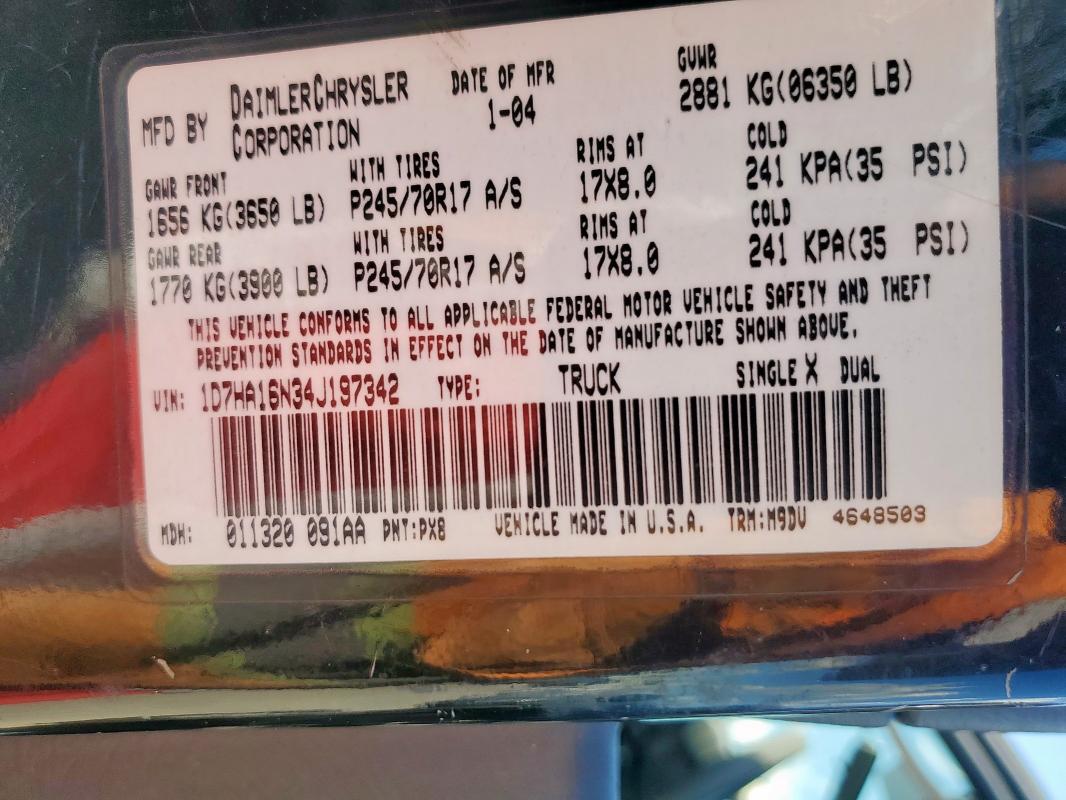 MFD BY DAIMLERCHRYSLER CORPORATION DATE OF MFR 1-04 GVWR 2881 KG(06350 LB)
GAWR FRONT WITH TIRES RIMS AT COLD
1656 KG(3650 LB) P245/70R17 A/S 17X8.0 241 KPA(35 PSI)
GAWR REAR WITH TIRES RIMS AT COLD
1770 KG(3900 LB) P245/70R17 A/S 17X8.0 241 KPA(35 PSI)
THIS VEHICLE CONFORMS TO ALL APPLICABLE FEDERAL MOTOR VEHICLE SAFETY AND THEFT
PREVENTION STANDARDS IN EFFECT ON THE DATE OF MANUFACTURE SHOWN ABOVE.
VIN: 1D7HA16N34J197342 TYPE: TRUCK SINGLE X DUAL
MDH: 011320 091AA PNT:PX8 VEHICLE MADE IN U.S.A. TRM:M9DV 4648503